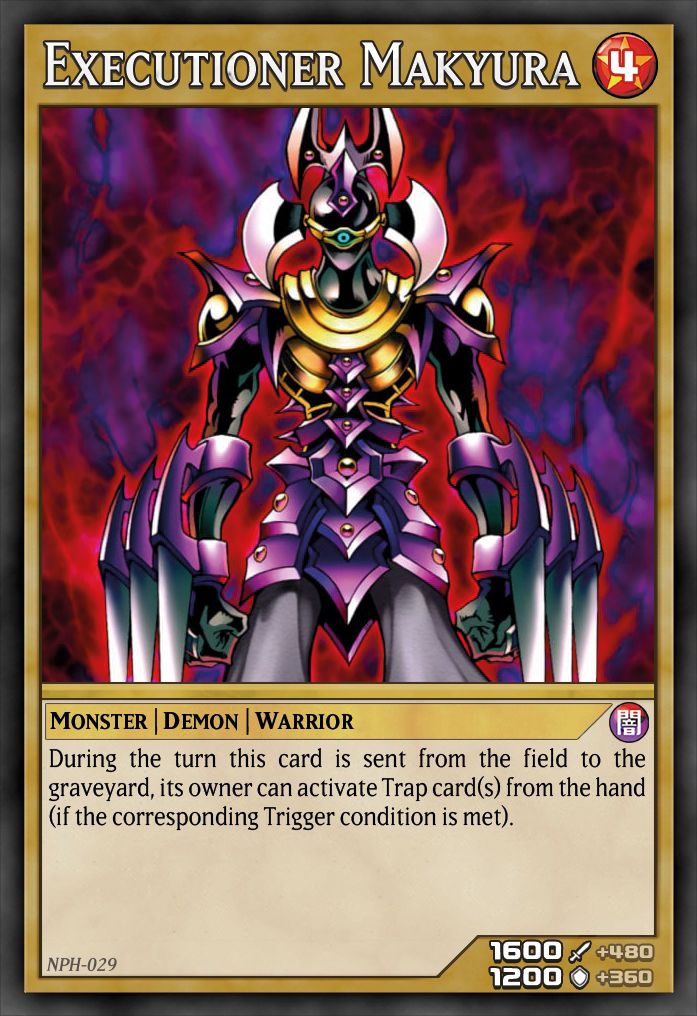 Executioner Makyura
4
Monster | Demon | Warrior
闇
During the turn this card is sent from the field to the
graveyard, its owner can activate Trap card(s) from the hand
(if the corresponding Trigger condition is met).
1600 +480
NPH-029
1200 +360